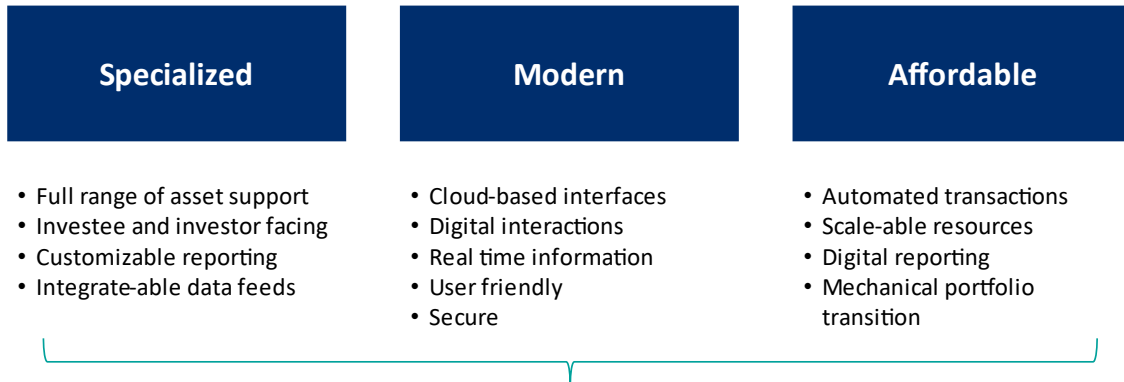 Specialized
Modern
Affordable
• Full range of asset support
• Investee and investor facing
• Customizable reporting
• Integrate-able data feeds
• Cloud-based interfaces
• Digital interactions
• Real time information
• User friendly
• Secure
• Automated transactions
• Scale-able resources
• Digital reporting
• Mechanical portfolio
transition